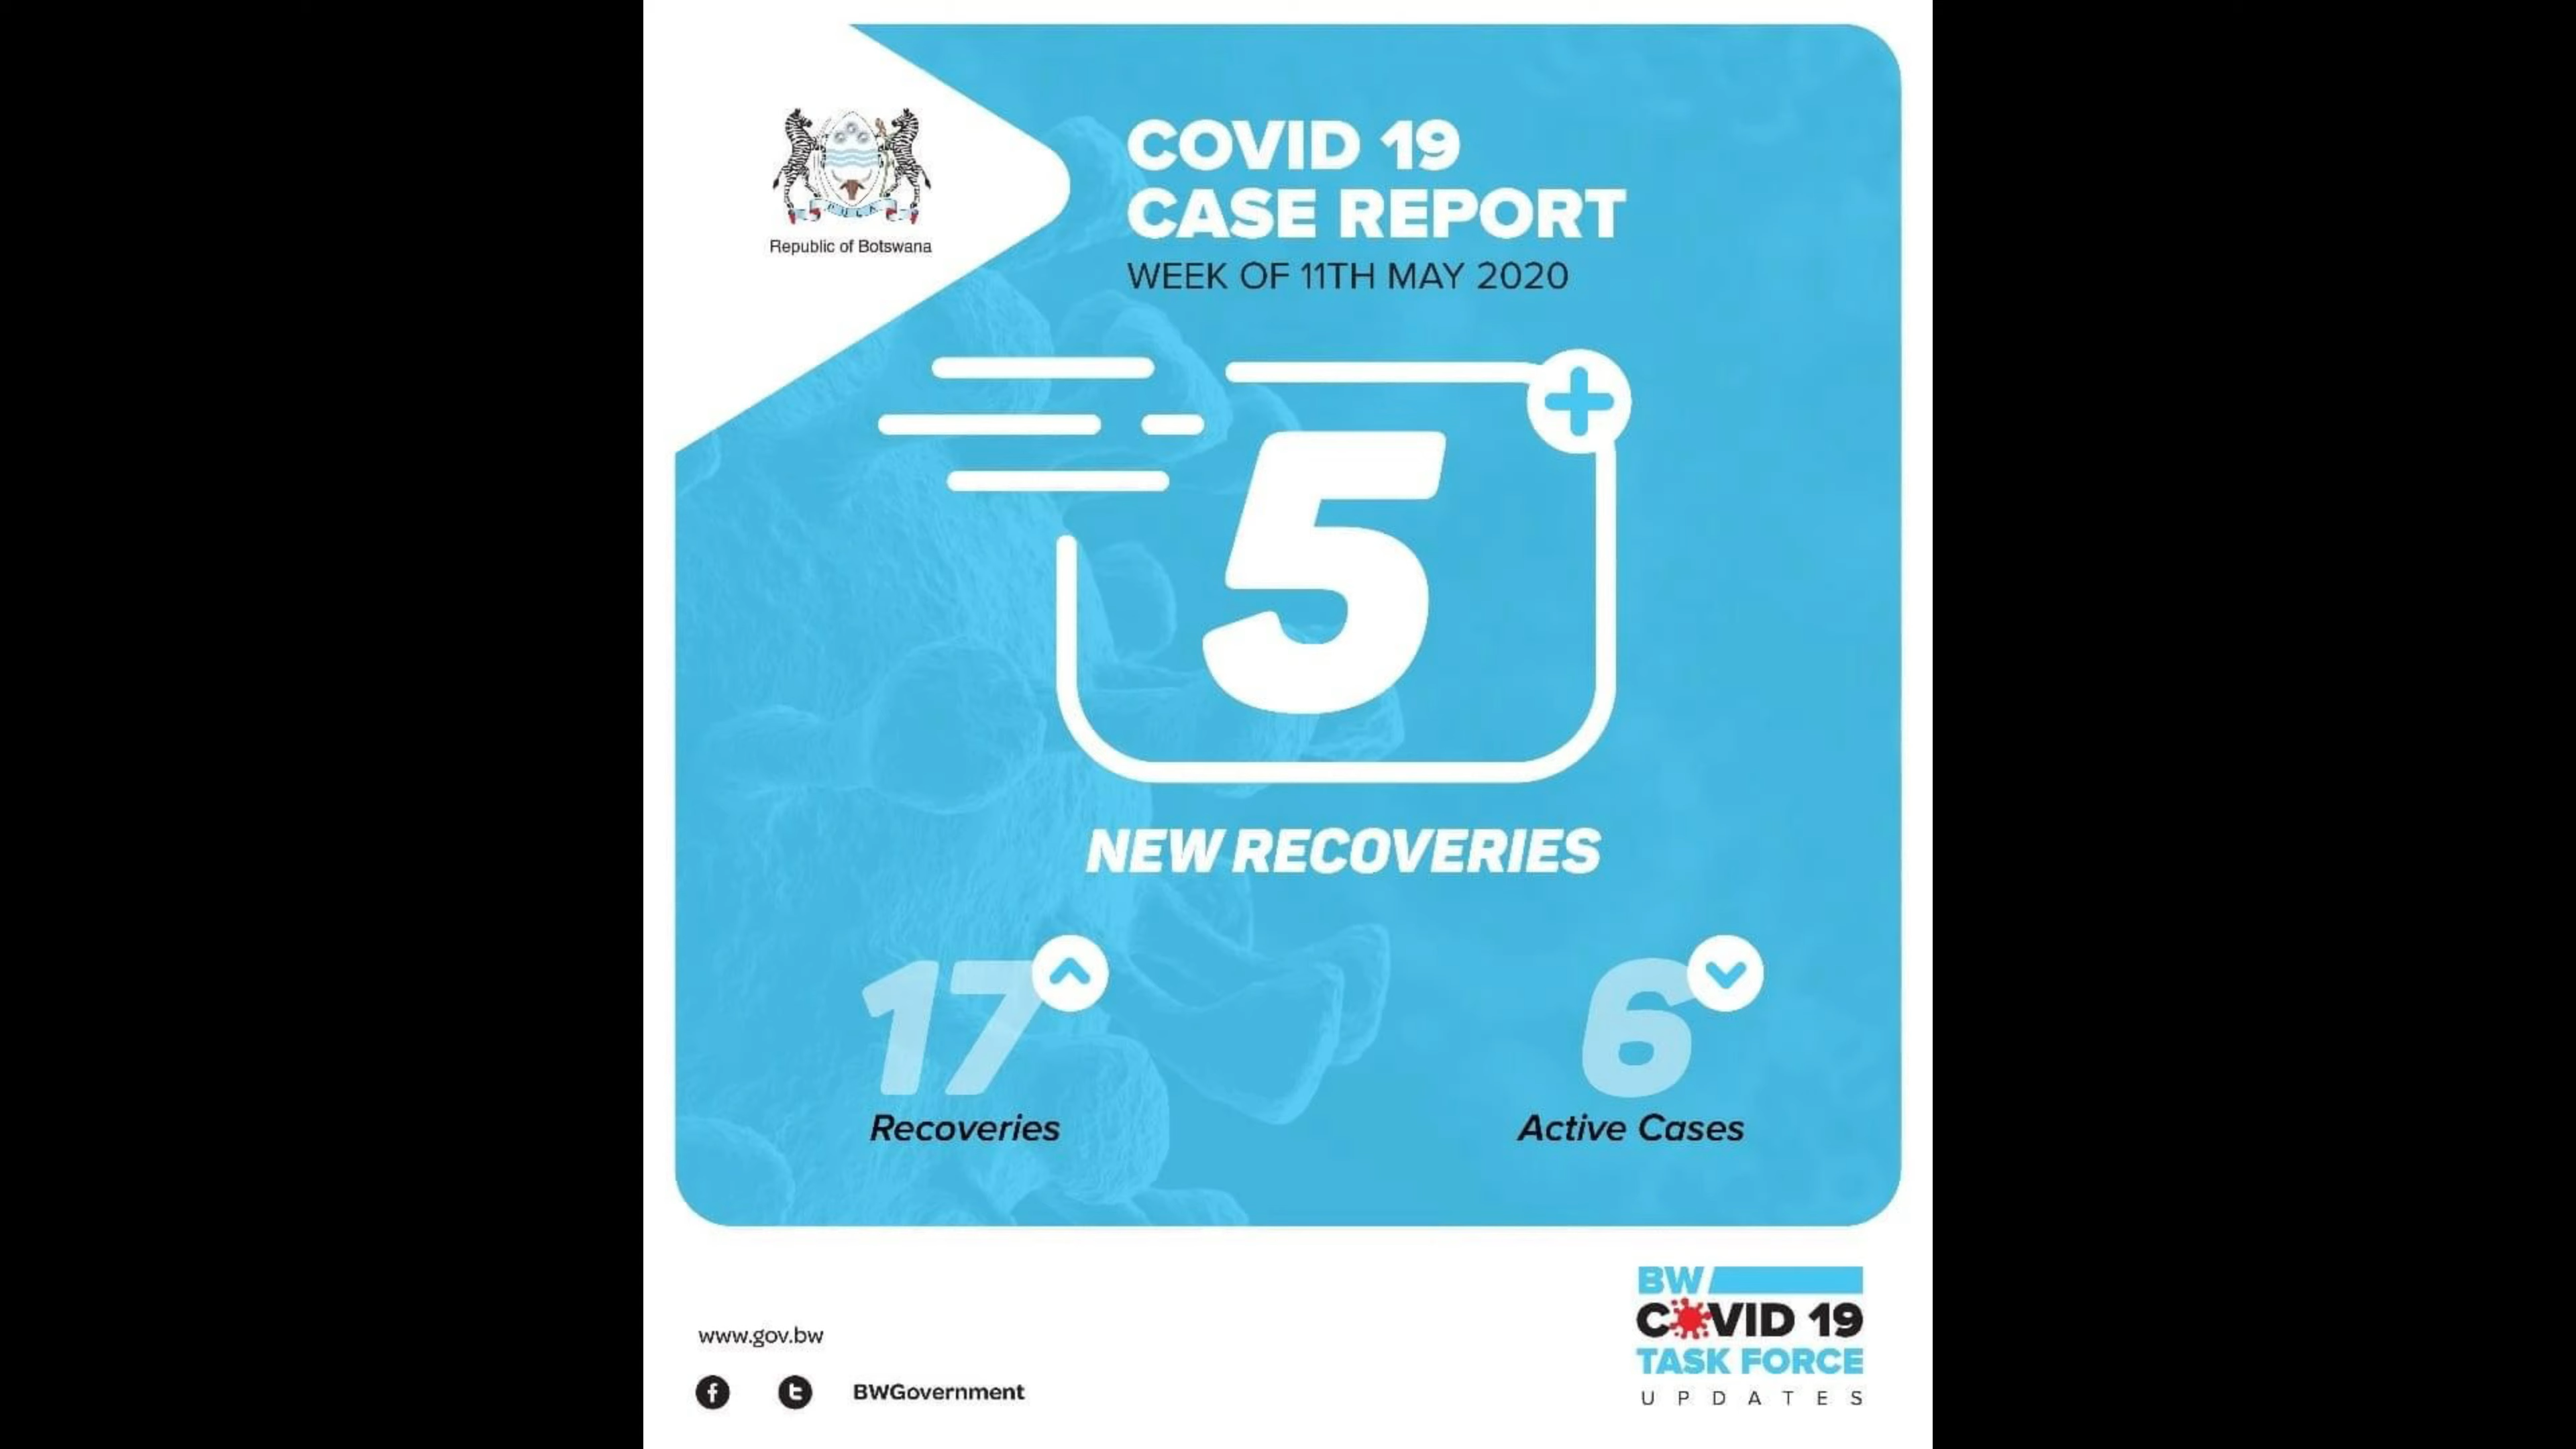 Republic of Botswana
PULA
COVID 19
CASE REPORT
WEEK OF 11TH MAY 2020
5
NEW RECOVERIES
17
Recoveries
6
Active Cases
www.gov.bw
BWGovernment
BW
COVID 19
TASK FORCE
UPDATES